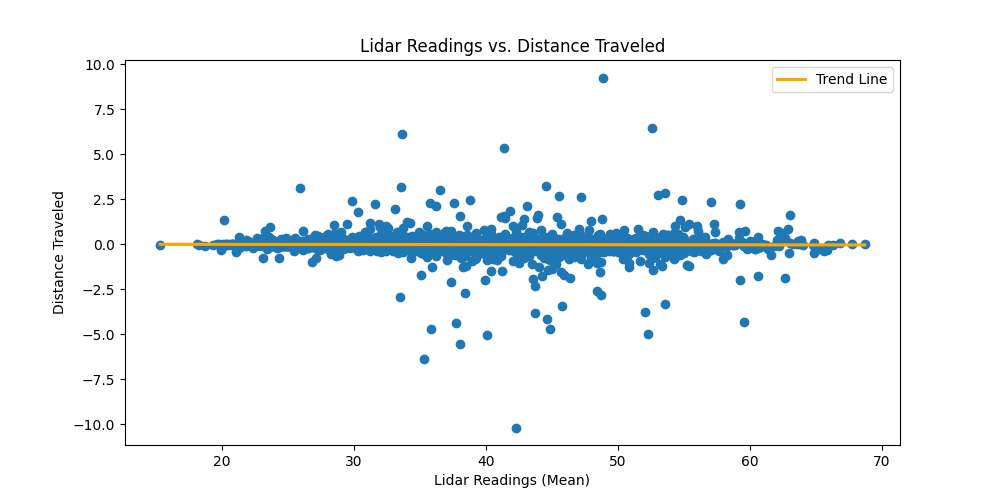 Lidar Readings vs. Distance Traveled
Trend Line
Distance Traveled
10.0
7.5
5.0
2.5
0.0
−2.5
−5.0
−7.5
−10.0
20 30 40 50 60 70
Lidar Readings (Mean)